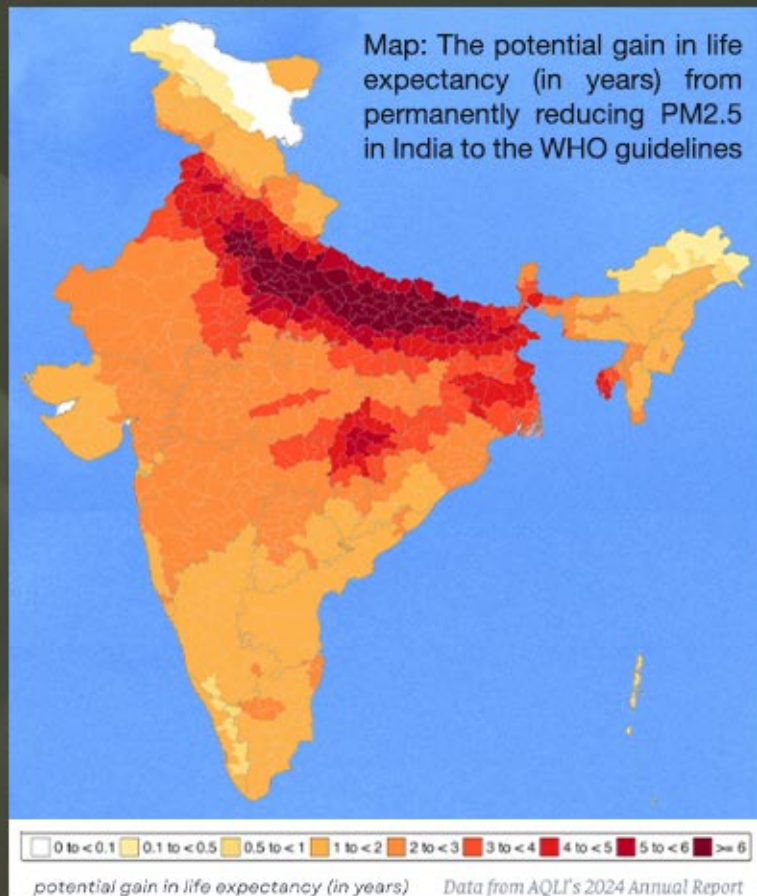 Map: The potential gain in life
expectancy (in years) from
permanently reducing PM2.5
in India to the WHO guidelines
0 to < 0.1 0.1 to < 0.5 0.5 to < 1 1 to < 2 2 to < 3 3 to < 4 4 to < 5 5 to < 6 >= 6
potential gain in life expectancy (in years) Data from AQLI's 2024 Annual Report